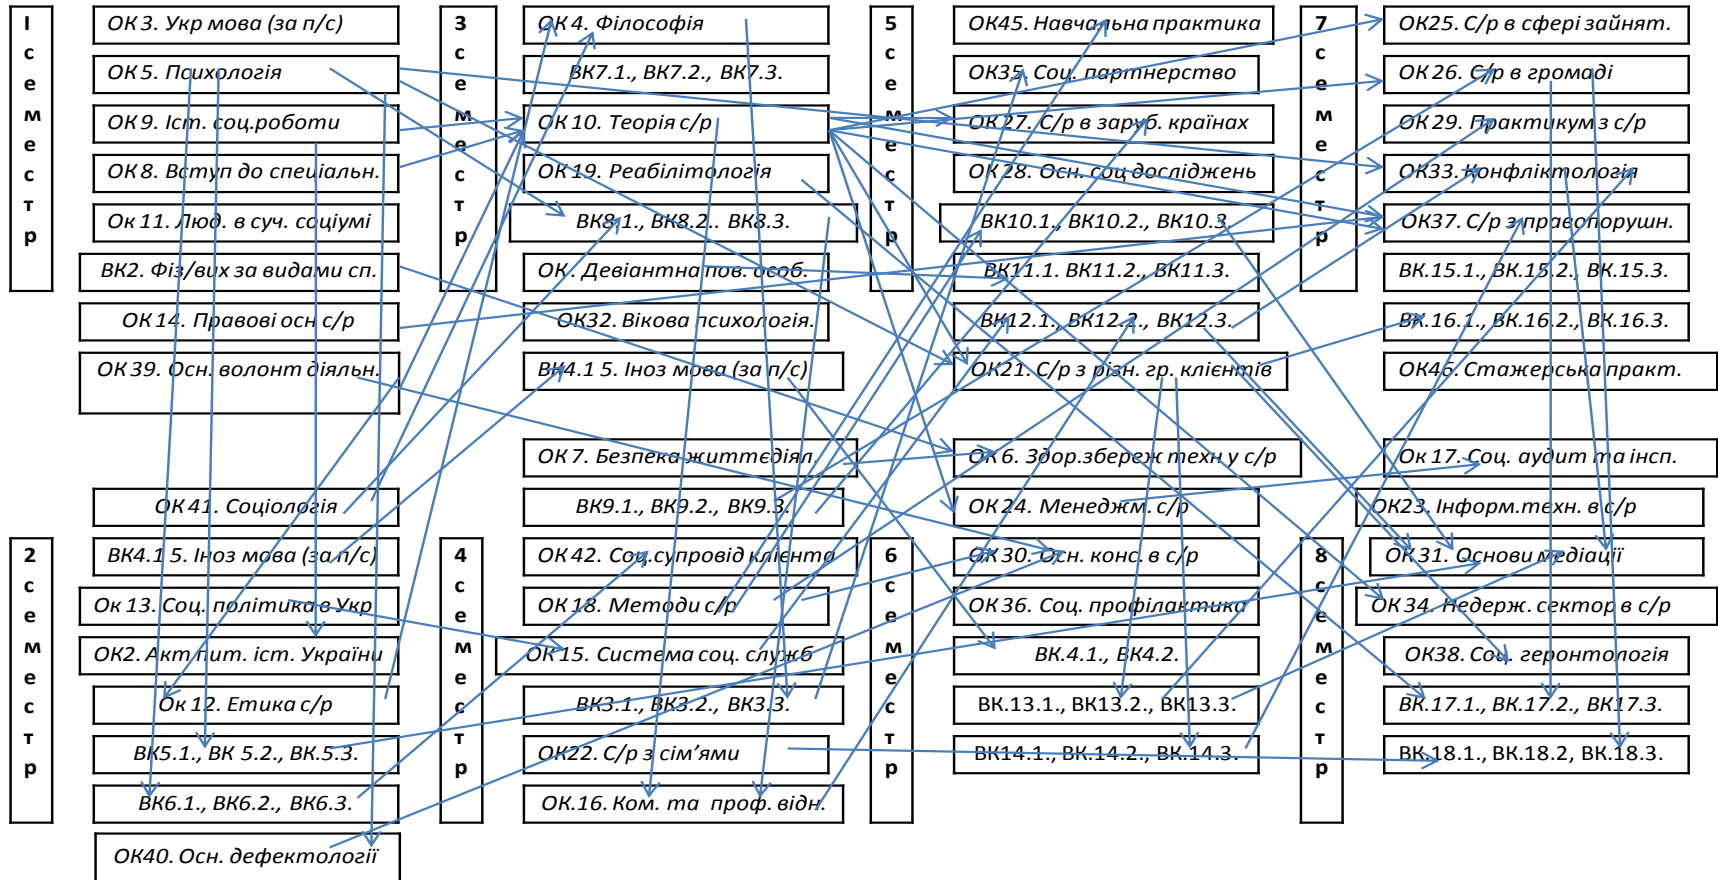 І семестр
ОК 3. Укр мова (за п/с)
ОК 5. Психологія
ОК 9. Іст. соц.роботи
ОК 8. Вступ до спеціальн.
Ок 11. Люд. в суч. соціумі
ВК2. Фіз/вих за видами сп.
ОК 14. Правові осн с/р
ОК 39. Осн. волонт діяльн.
2 семестр
ОК 41. Соціологія
ВК4.1 5. Іноз мова (за п/с)
Ок 13. Соц. політика в Укр
ОК2. Акт пит. іст. України
Ок 12. Етика с/р
ВК5.1., ВК 5.2., ВК.5.3.
ВК6.1., ВК6.2., ВК6.3.
ОК40. Осн. дефектології
3 семестр
ОК 4. Філософія
ВК7.1., ВК7.2., ВК7.3.
ОК 10. Теорія с/р
ОК 19. Реабілітологія
ВК8.1., ВК8.2.. ВК8.3.
ОК . Девіантна пов. особ.
ОК32. Вікова психологія.
ВК4.1 5. Іноз мова (за п/с)
4 семестр
ОК 7. Безпека життєдіял.
ВК9.1., ВК9.2., ВК9.3.
ОК 42. Соц.супровід клієнта
ОК 18. Методи с/р
ОК 15. Система соц. служб
ВК3.1., ВК3.2., ВК3.3.
ОК22. С/р з сім’ями
ОК.16. Ком. та проф. відн.
5 семестр
ОК45. Навчальна практика
ОК35. Соц. партнерство
ОК 27. С/р в заруб. країнах
ОК 28. Осн. соц досліджень
ВК10.1., ВК10.2., ВК10.3.
ВК11.1. ВК11.2., ВК11.3.
ВК12.1., ВК12.2., ВК12.3.
ОК21. С/р з різн. гр. клієнтів
6 семестр
ОК 6. Здор.збереж техн у с/р
ОК 24. Менеджм. с/р
ОК 30. Осн. конс. в с/р
ОК 36. Соц. профілактика
ВК.4.1., ВК4.2.
ВК.13.1., ВК13.2., ВК13.3.
ВК14.1., ВК.14.2., ВК.14.3.
7 семестр
ОК25. С/р в сфері зайнят.
ОК 26. С/р в громаді
ОК 29. Практикум з с/р
ОК33. Конфліктологія
ОК37. С/р з правопорушн.
ВК.15.1., ВК.15.2., ВК.15.3.
ВК.16.1., ВК.16.2., ВК.16.3.
ОК46. Стажерська практ.
8 семестр
Ок 17. Соц. аудит та інсп.
ОК23. Інформ.техн. в с/р
ОК 31. Основи медіації
ОК 34. Недерж. сектор в с/р
ОК38. Соц. геронтологія
ВК.17.1., ВК.17.2., ВК17.3.
ВК.18.1., ВК.18.2, ВК.18.3.